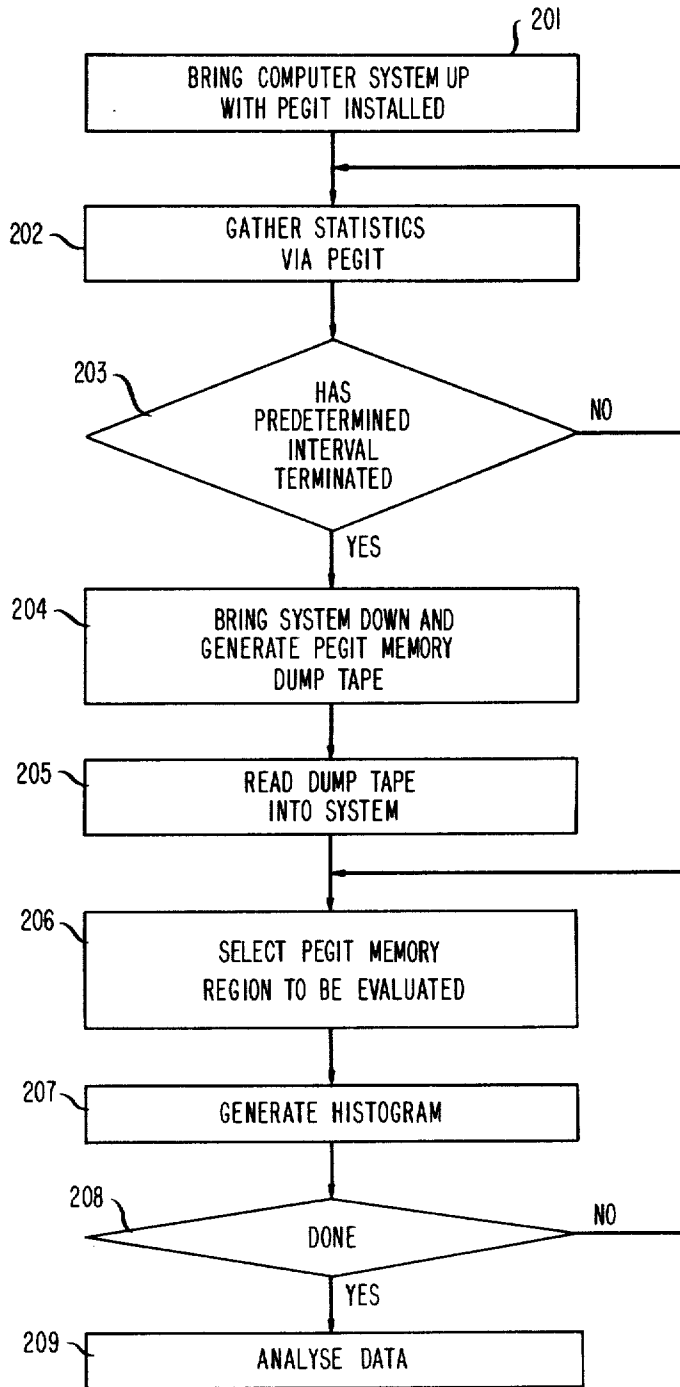 201
BRING COMPUTER SYSTEM UP
WITH PEGIT INSTALLED
202
GATHER STATISTICS
VIA PEGIT
203
HAS
PREDETERMINED
INTERVAL
TERMINATED
NO
YES
204
BRING SYSTEM DOWN AND
GENERATE PEGIT MEMORY
DUMP TAPE
205
READ DUMP TAPE
INTO SYSTEM
206
SELECT PEGIT MEMORY
REGION TO BE EVALUATED
207
GENERATE HISTOGRAM
208
DONE
NO
YES
209
ANALYSE DATA